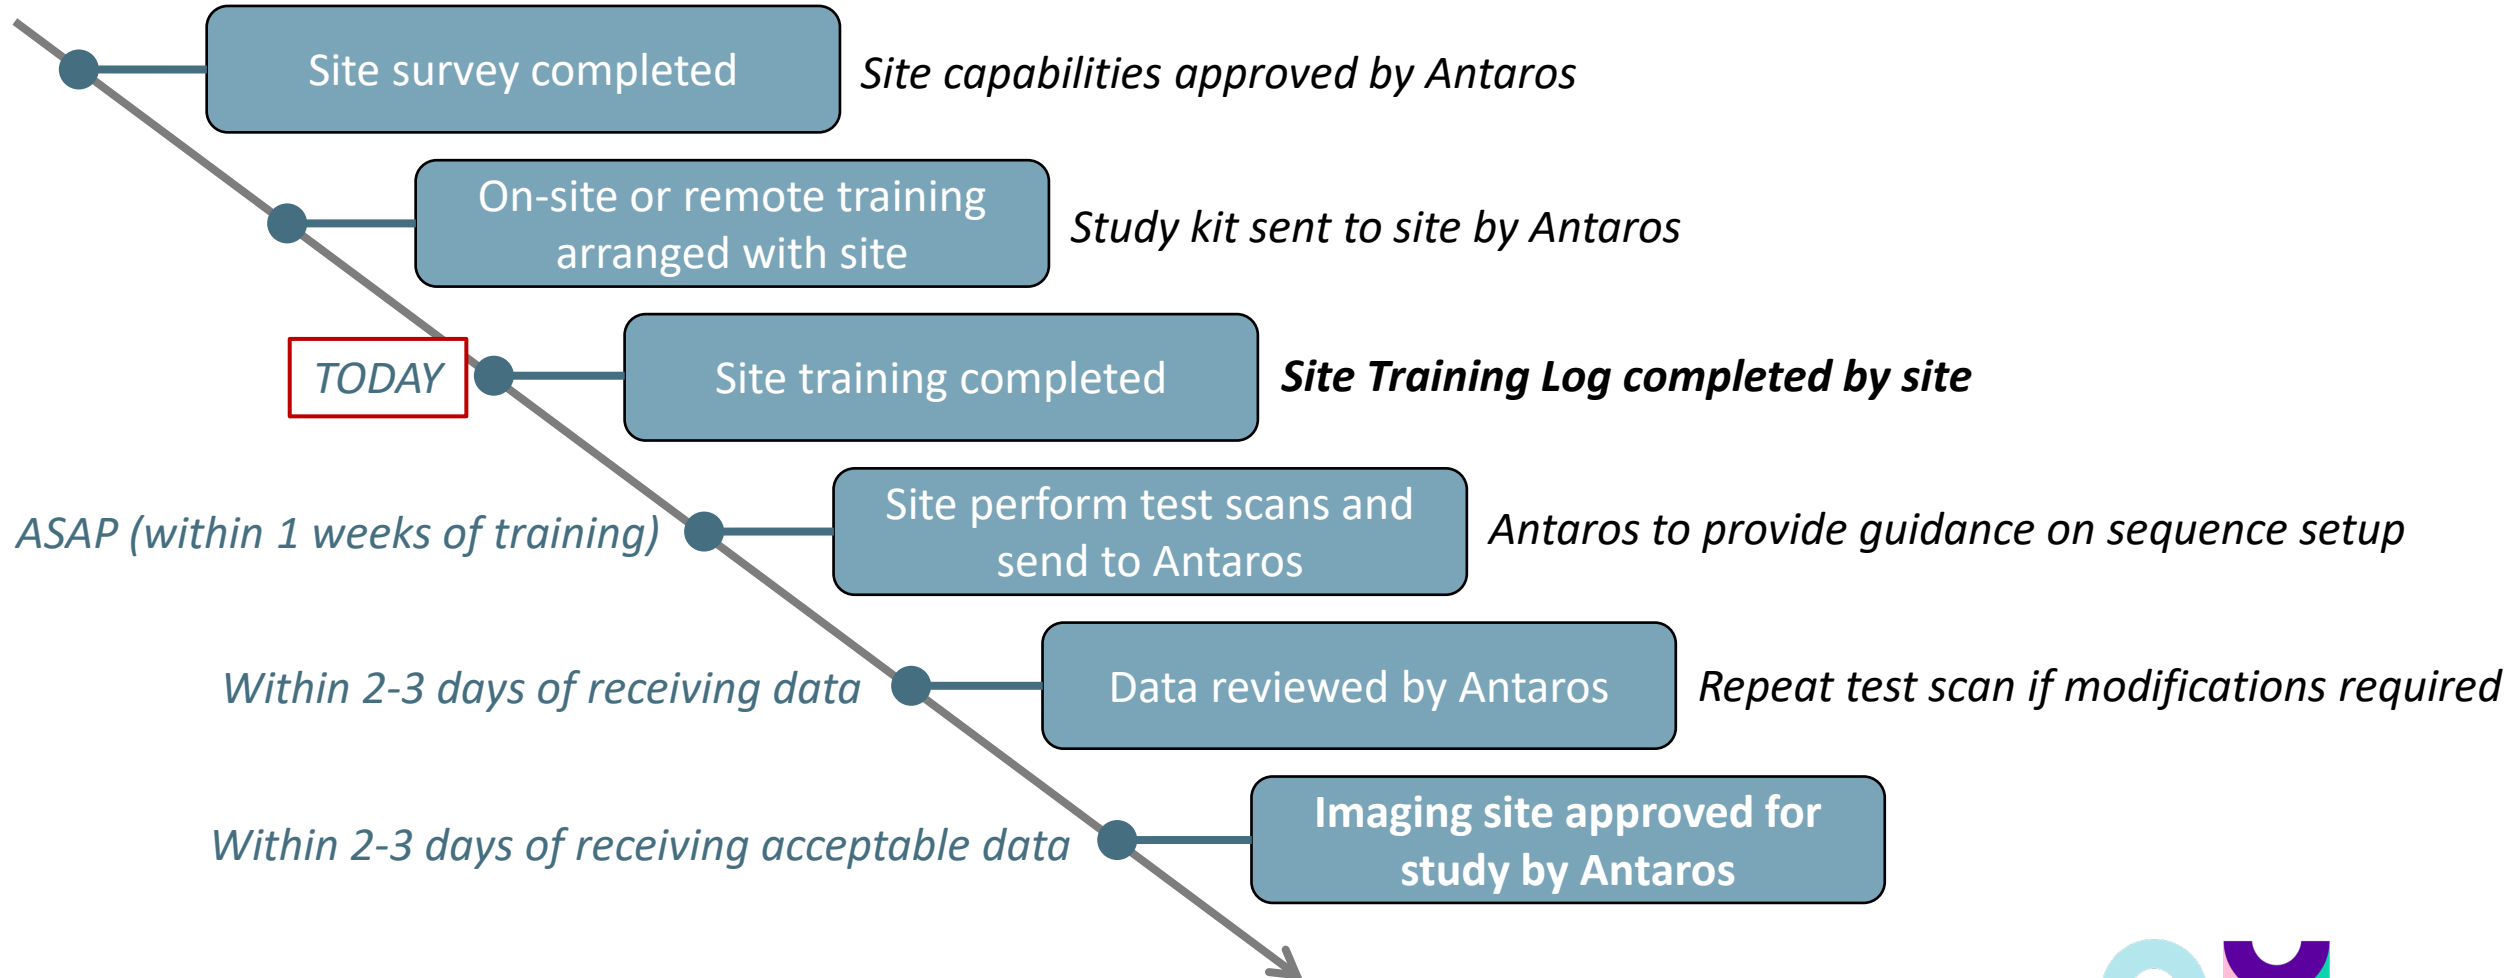 Site survey completed
Site capabilities approved by Antaros
On-site or remote training
arranged with site
Study kit sent to site by Antaros
TODAY
Site training completed
Site Training Log completed by site
ASAP (within 1 weeks of training)
Site perform test scans and
send to Antaros
Antaros to provide guidance on sequence setup
Within 2-3 days of receiving data
Data reviewed by Antaros
Repeat test scan if modifications required
Within 2-3 days of receiving acceptable data
Imaging site approved for
study by Antaros